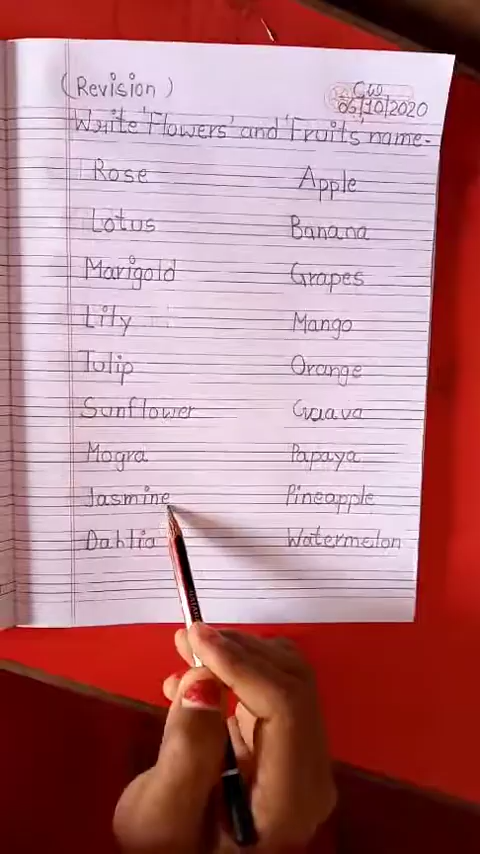 (Revision) CW
06/10/2020
Write 'Flowers' and 'Fruits' name-
Rose Apple
Lotus Banana
Marigold Grapes
Lily Mango
Tulip Orange
Sunflower Guava
Mogra Papaya
Jasmine Pineapple
Dahlia Watermelon